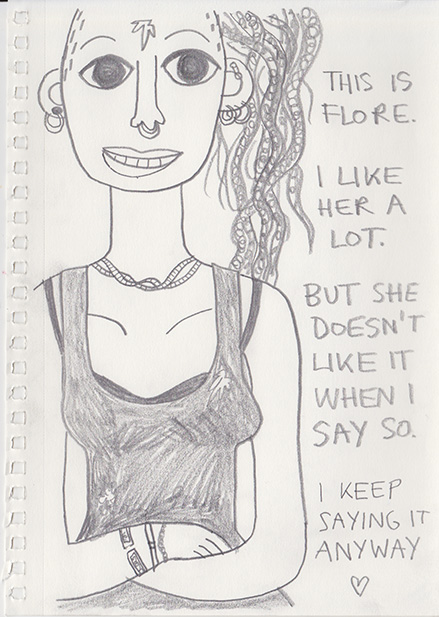 THIS IS
FLORE.
I LIKE
HER A
LOT.
BUT SHE
DOESN'T
LIKE IT
WHEN I
SAY SO.
I KEEP
SAYING IT
ANYWAY
♡